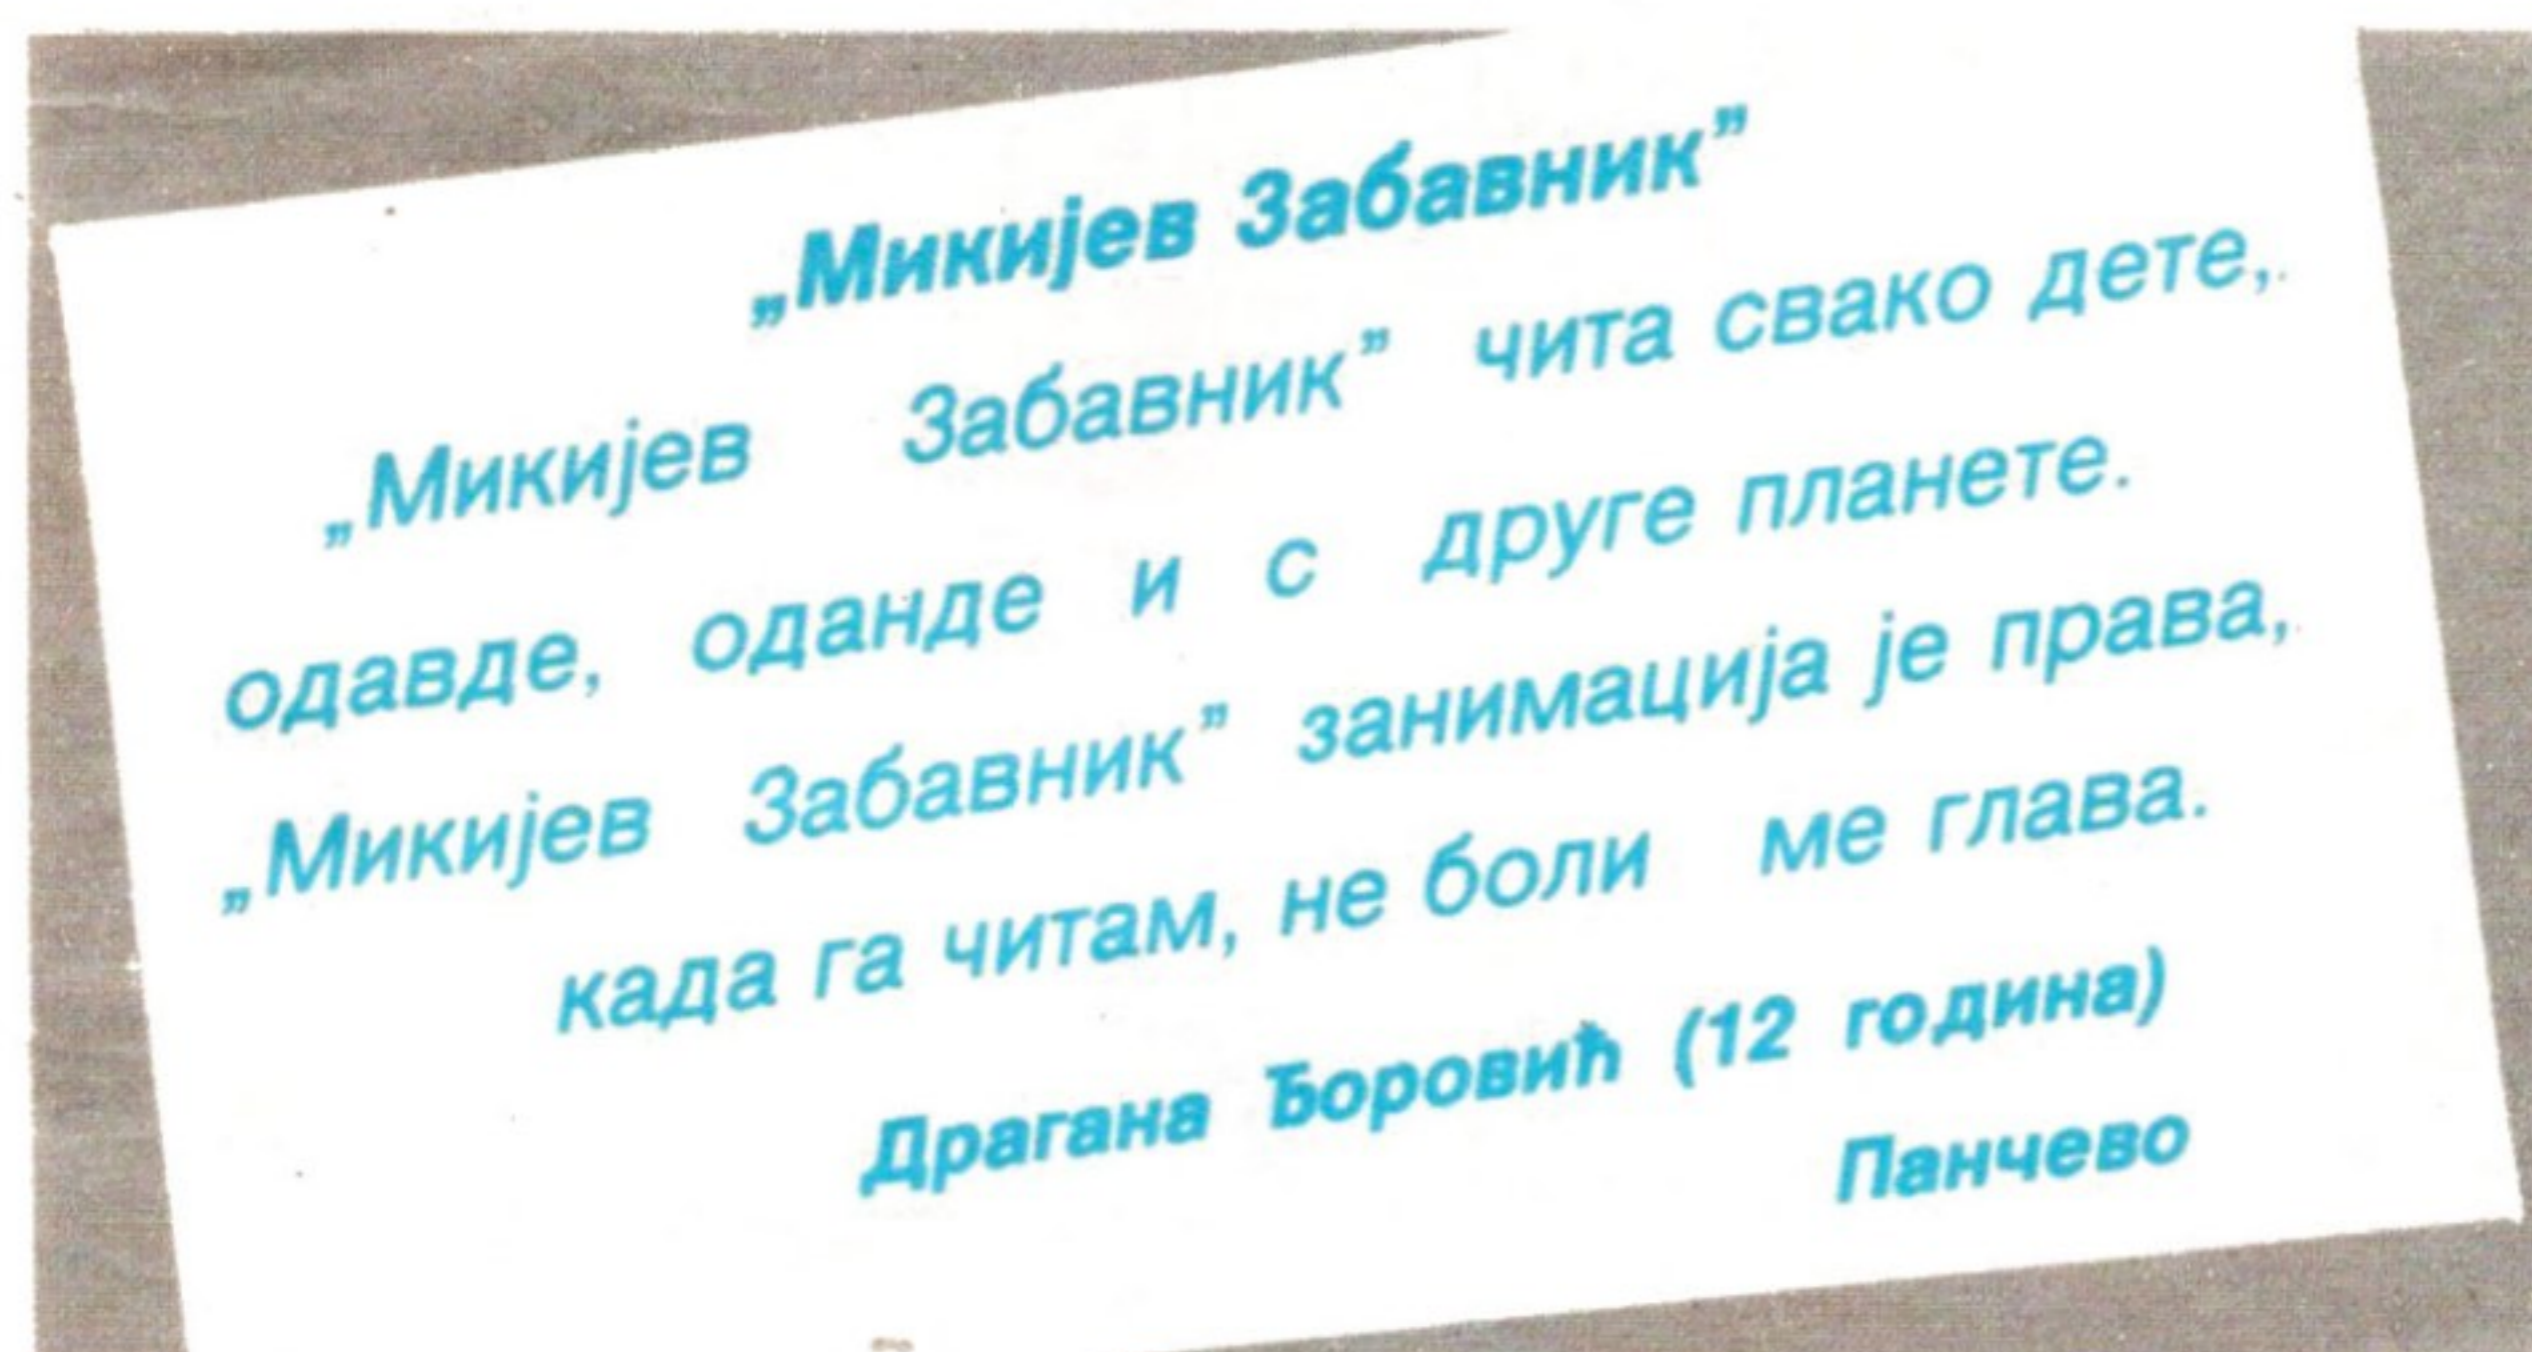 „Микијев Забавник”
„Микијев Забавник” чита свако дете,
одавде, оданде и с друге планете.
„Микијев Забавник” занимација је права,
када га читам, не боли ме глава.
Драгана Ђоровић (12 година)
Панчево